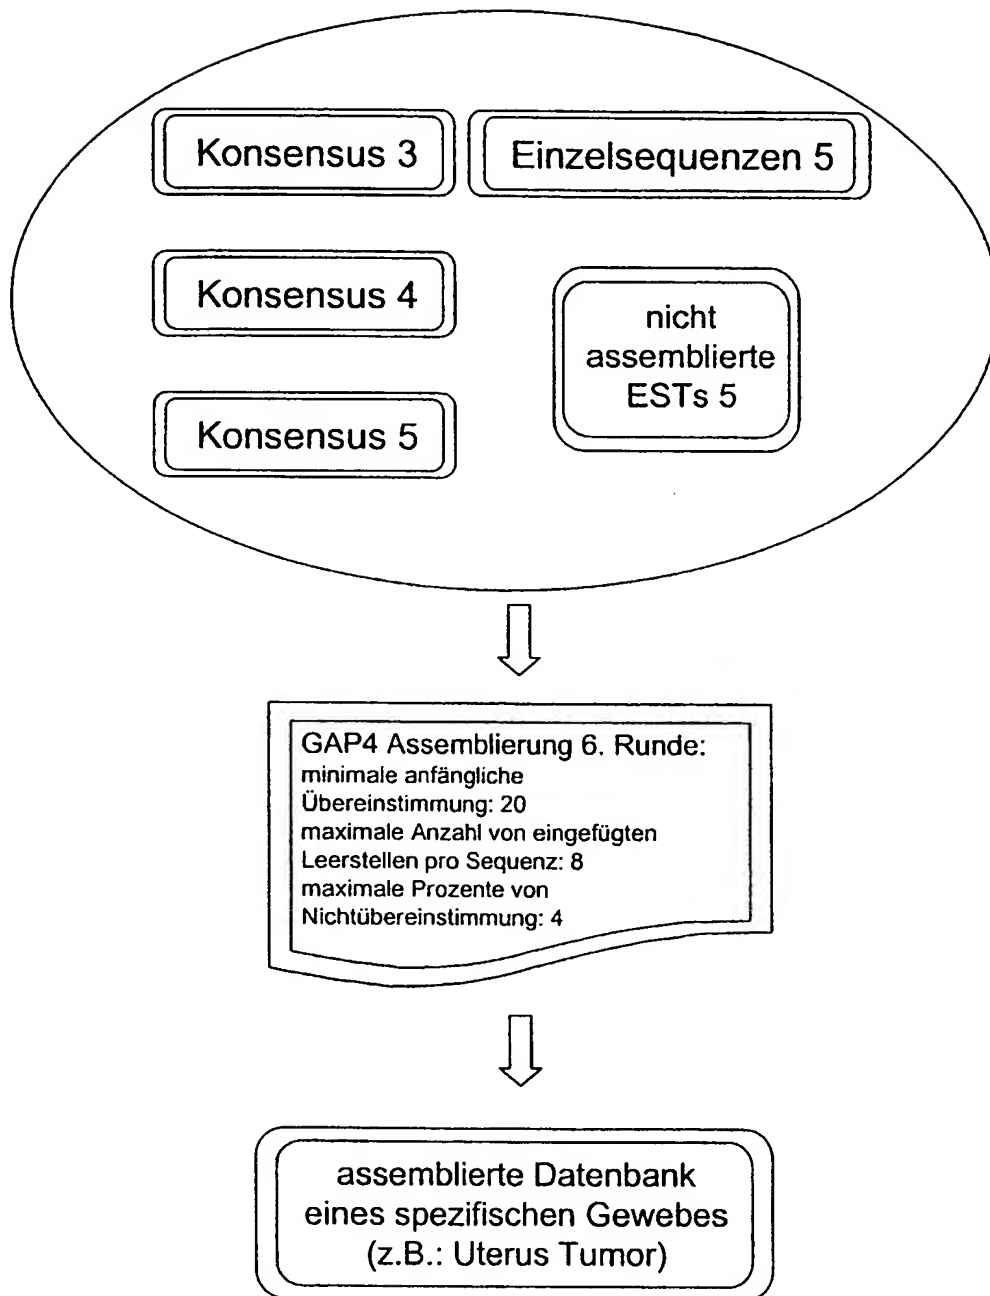 Konsensus 3
Einzelsequenzen 5
Konsensus 4
nicht
assemblierte
ESTs 5
Konsensus 5
GAP4 Assemblierung 6. Runde:
minimale anfängliche
Übereinstimmung: 20
maximale Anzahl von eingefügten
Leerstellen pro Sequenz: 8
maximale Prozente von
Nichtübereinstimmung: 4
assemblierte Datenbank
eines spezifischen Gewebes
(z.B.: Uterus Tumor)